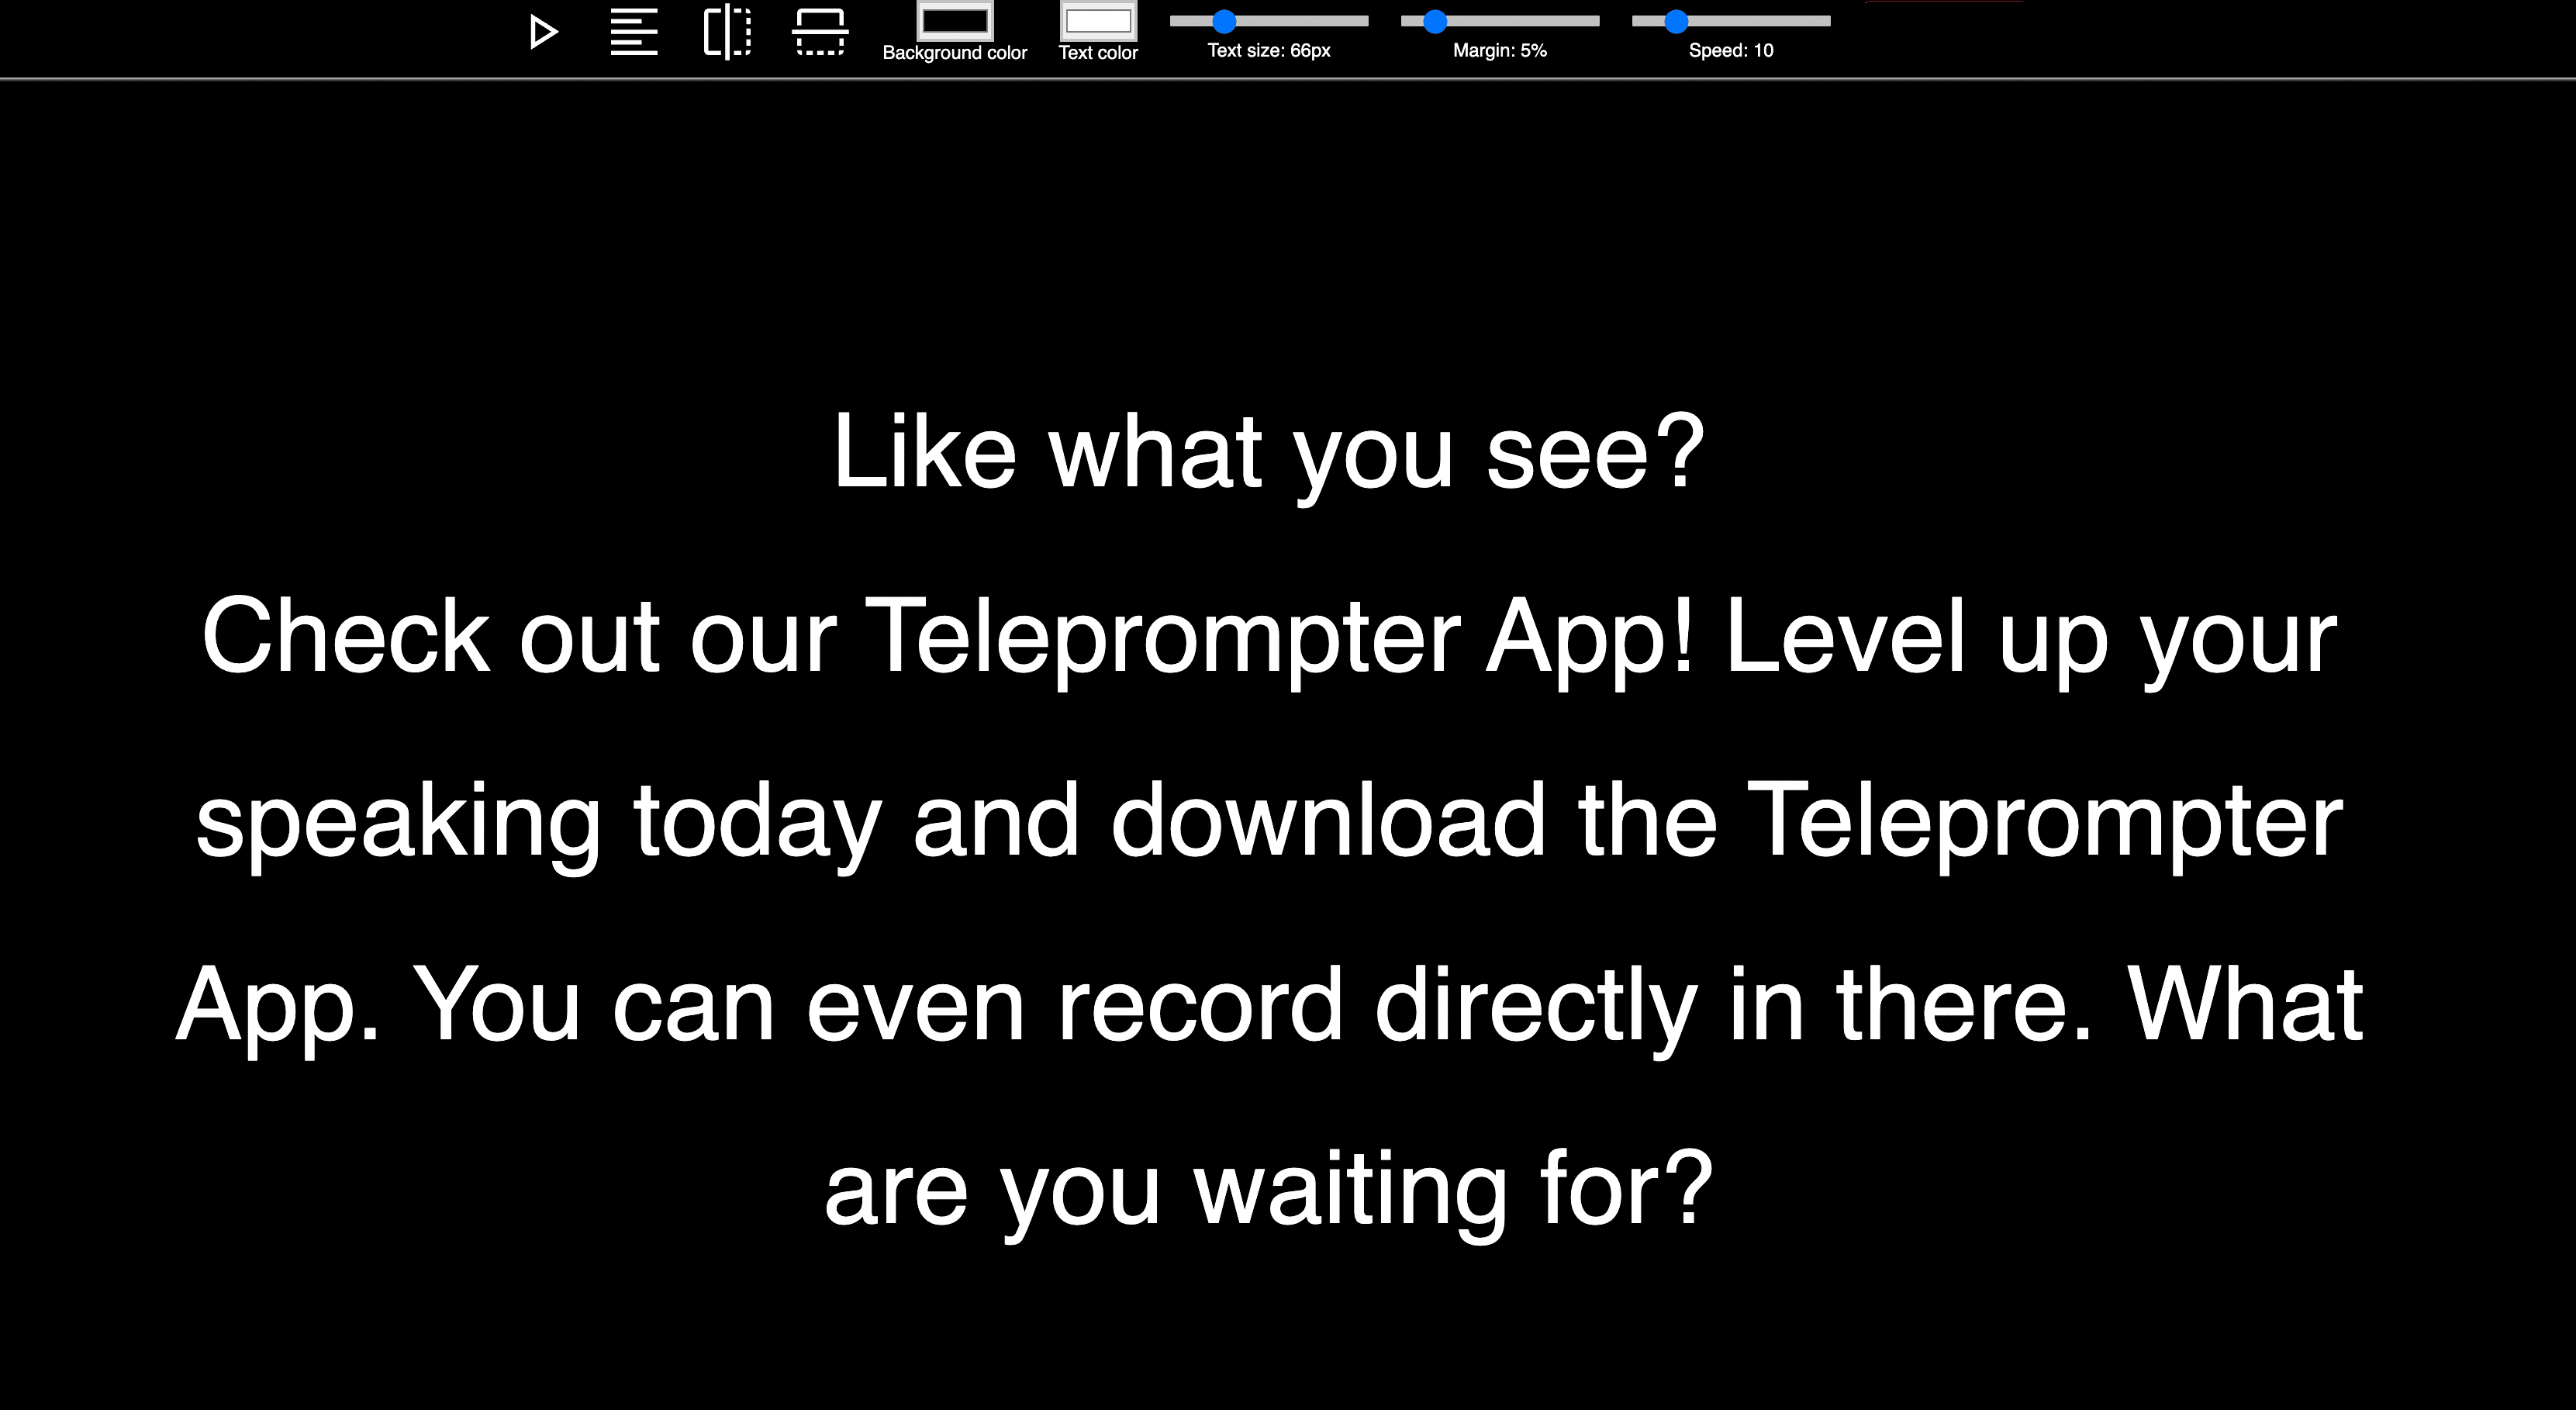 Background color
Text color
Text size: 66px
Margin: 5%
Speed: 10
Like what you see?
Check out our Teleprompter App! Level up your
speaking today and download the Teleprompter
App. You can even record directly in there. What
are you waiting for?